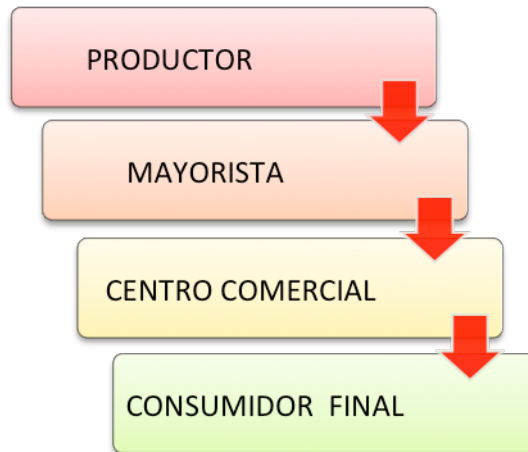 PRODUCTOR
MAYORISTA
CENTRO COMERCIAL
CONSUMIDOR FINAL